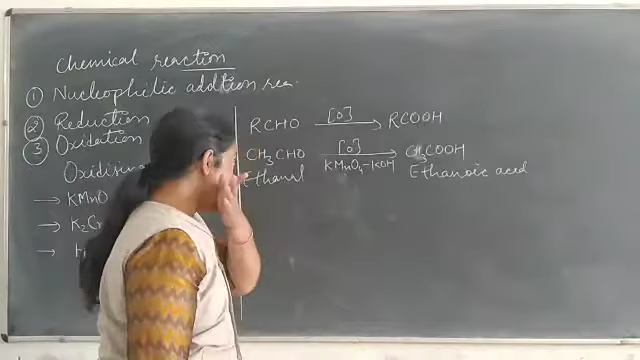 Chemical reaction
① Nucleophilic addtion reac.
② Reduction
③ Oxidation
Oxidising
→ KMnO
→ K2Cr
→
RCHO [O] → RCOOH
CH3CHO [O] → CH3COOH
KMnO4-KOH
Ethanal Ethanoic acid